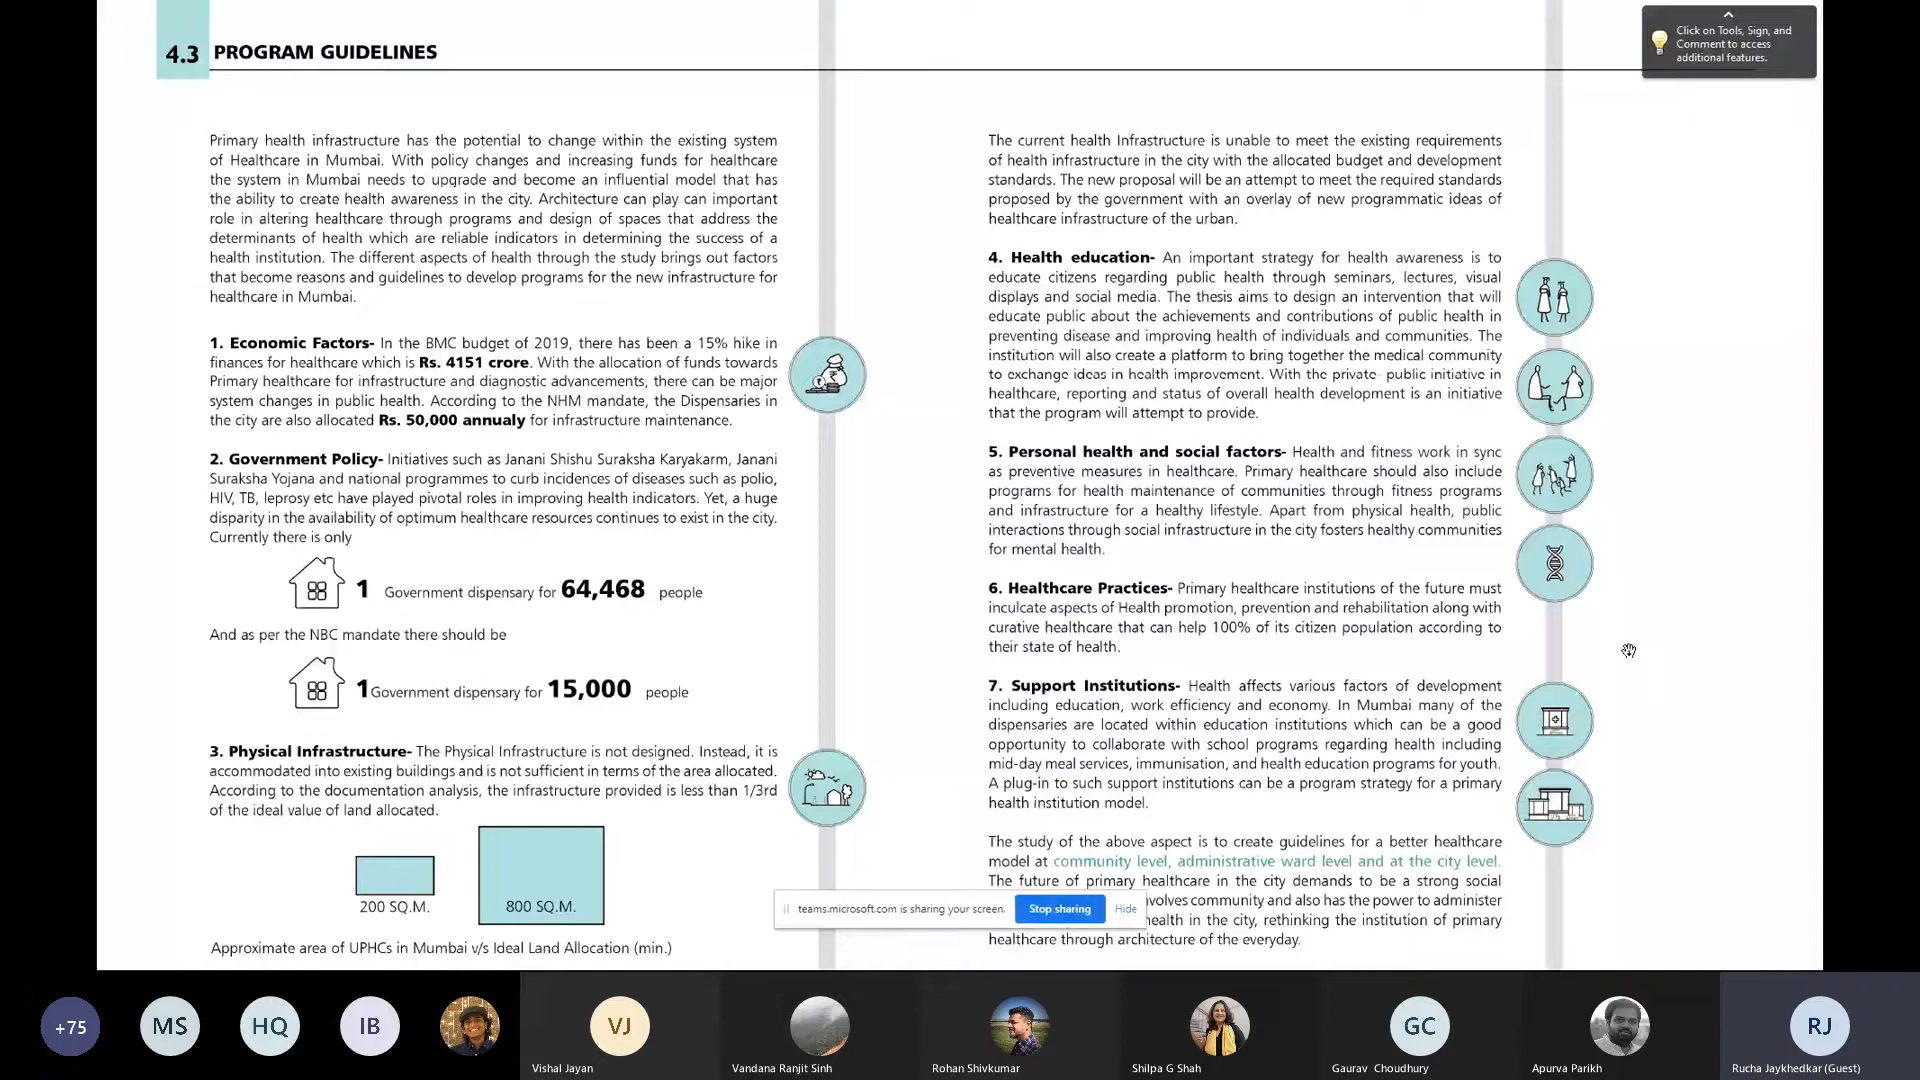 4.3 PROGRAM GUIDELINES
Click on Tools, Sign, and
Comment to access
additional features.
Primary health infrastructure has the potential to change within the existing system
of Healthcare in Mumbai. With policy changes and increasing funds for healthcare
the system in Mumbai needs to upgrade and become an influential model that has
the ability to create health awareness in the city. Architecture can play can important
role in altering healthcare through programs and design of spaces that address the
determinants of health which are reliable indicators in determining the success of a
health institution. The different aspects of health through the study brings out factors
that become reasons and guidelines to develop programs for the new infrastructure for
healthcare in Mumbai.
1. Economic Factors- In the BMC budget of 2019, there has been a 15% hike in
finances for healthcare which is Rs. 4151 crore. With the allocation of funds towards
Primary healthcare for infrastructure and diagnostic advancements, there can be major
system changes in public health. According to the NHM mandate, the Dispensaries in
the city are also allocated Rs. 50,000 annualy for infrastructure maintenance.
2. Government Policy- Initiatives such as Janani Shishu Suraksha Karyakarm, Janani
Suraksha Yojana and national programmes to curb incidences of diseases such as polio,
HIV, TB, leprosy etc have played pivotal roles in improving health indicators. Yet, a huge
disparity in the availability of optimum healthcare resources continues to exist in the city.
Currently there is only
1 Government dispensary for 64,468 people
And as per the NBC mandate there should be
1 Government dispensary for 15,000 people
3. Physical Infrastructure- The Physical Infrastructure is not designed. Instead, it is
accommodated into existing buildings and is not sufficient in terms of the area allocated.
According to the documentation analysis, the infrastructure provided is less than 1/3rd
of the ideal value of land allocated.
200 SQ.M. 800 SQ.M.
Approximate area of UPHCs in Mumbai v/s Ideal Land Allocation (min.)
The current health Infrastructure is unable to meet the existing requirements
of health infrastructure in the city with the allocated budget and development
standards. The new proposal will be an attempt to meet the required standards
proposed by the government with an overlay of new programmatic ideas of
healthcare infrastructure of the urban.
4. Health education- An important strategy for health awareness is to
educate citizens regarding public health through seminars, lectures, visual
displays and social media. The thesis aims to design an intervention that will
educate public about the achievements and contributions of public health in
preventing disease and improving health of individuals and communities. The
institution will also create a platform to bring together the medical community
to exchange ideas in health improvement. With the private- public initiative in
healthcare, reporting and status of overall health development is an initiative
that the program will attempt to provide.
5. Personal health and social factors- Health and fitness work in sync
as preventive measures in healthcare. Primary healthcare should also include
programs for health maintenance of communities through fitness programs
and infrastructure for a healthy lifestyle. Apart from physical health, public
interactions through social infrastructure in the city fosters healthy communities
for mental health.
6. Healthcare Practices- Primary healthcare institutions of the future must
inculcate aspects of Health promotion, prevention and rehabilitation along with
curative healthcare that can help 100% of its citizen population according to
their state of health.
7. Support Institutions- Health affects various factors of development
including education, work efficiency and economy. In Mumbai many of the
dispensaries are located within education institutions which can be a good
opportunity to collaborate with school programs regarding health including
mid-day meal services, immunisation, and health education programs for youth.
A plug-in to such support institutions can be a program strategy for a primary
health institution model.
The study of the above aspect is to create guidelines for a better healthcare
model at community level, administrative ward level and at the city level.
The future of primary healthcare in the city demands to be a strong social
volves community and also has the power to administer
health in the city, rethinking the institution of primary
healthcare through architecture of the everyday.
teams.microsoft.com is sharing your screen. Stop sharing Hide
+75 MS HQ IB VJ GC RJ
Vishal Jayan Vandana Ranjit Sinh Rohan Shivkumar Shilpa G Shah Gaurav Choudhury Apurva Parikh Rucha Jaykhedkar (Guest)